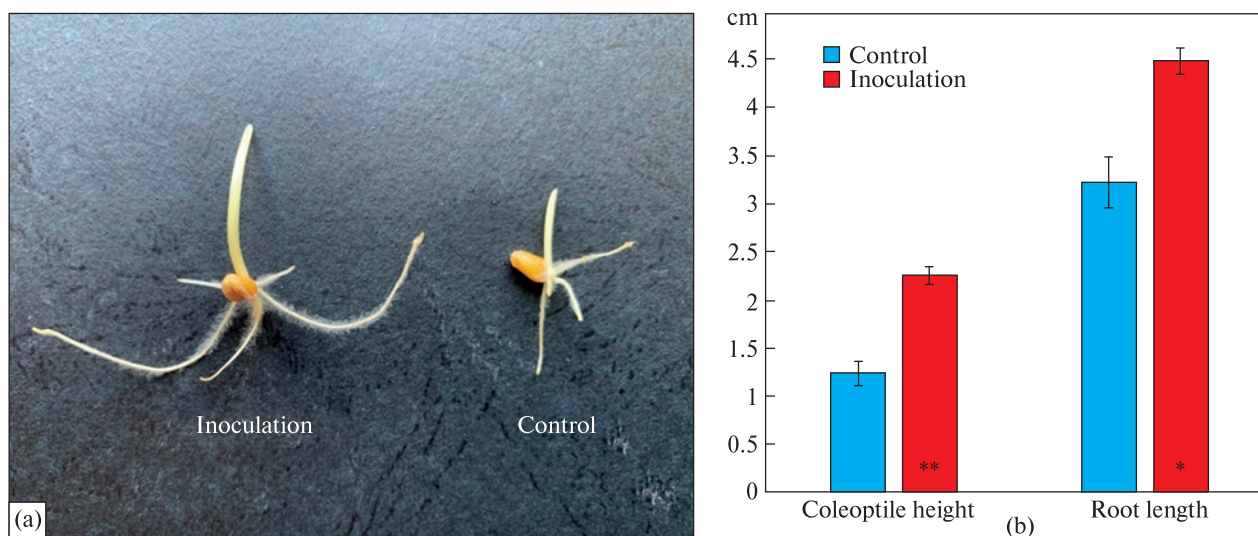 Inoculation
Control
(a)
cm
4.5
4
3.5
3
2.5
2
1.5
1
0.5
0
Control
Inoculation
**
*
Coleoptile height
Root length
(b)